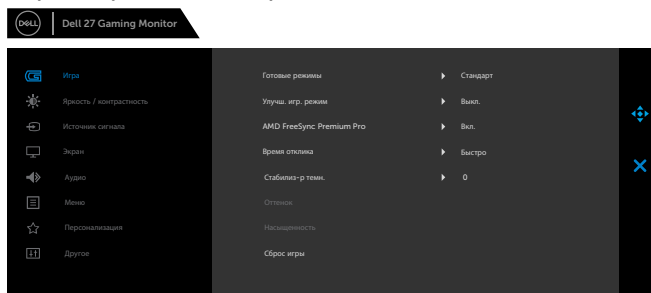 DELL
Dell 27 Gaming Monitor
Игра
Готовые режимы
Стандарт
Яркость / контрастность
Улучш. игр. режим
Выкл.
Источник сигнала
AMD FreeSync Premium Pro
Вкл.
Экран
Время отклика
Быстро
Аудио
Стабилиз-р темн.
0
Меню
Оттенок
Персонализация
Насыщенность
Другое
Сброс игры